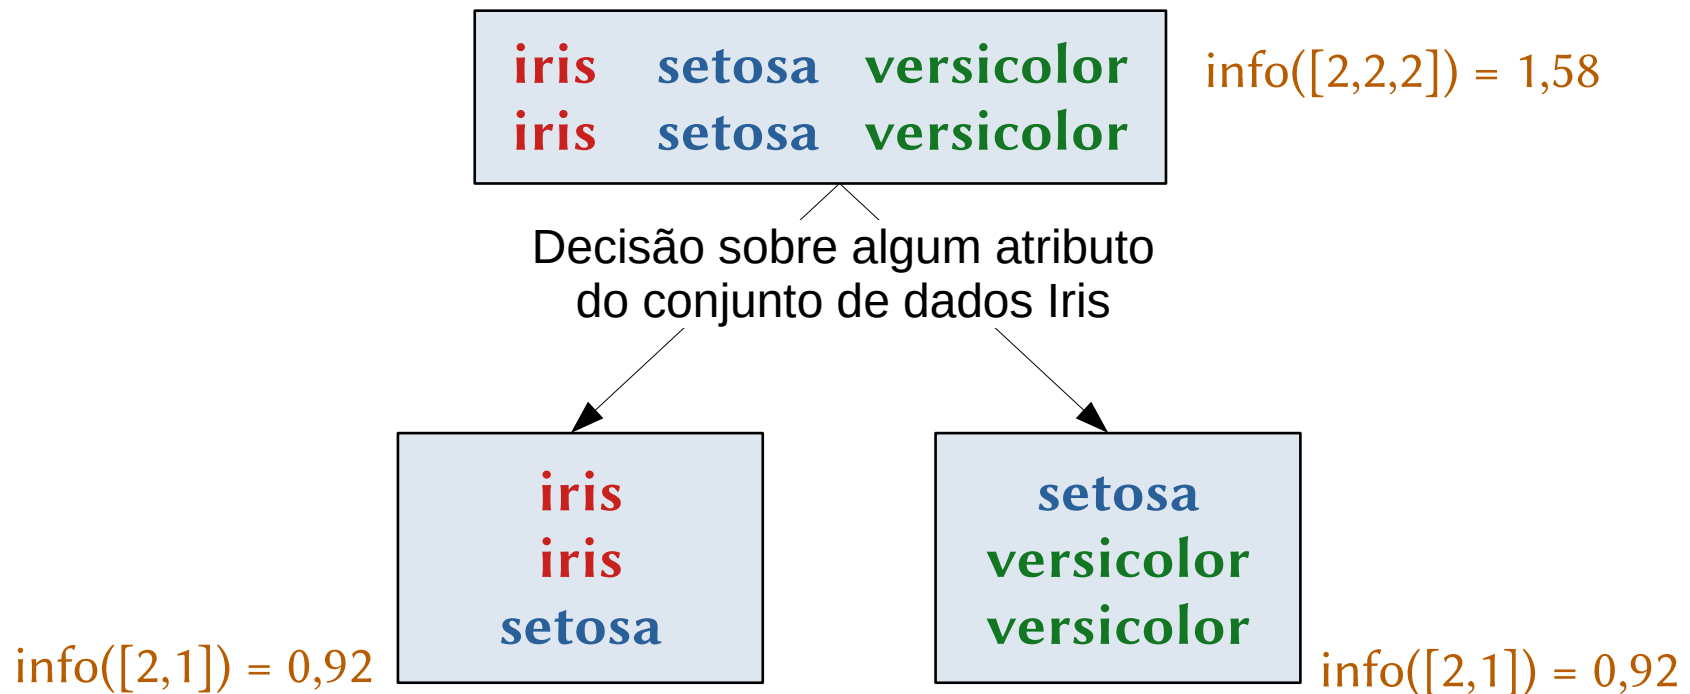 iris setosa versicolor
iris setosa versicolor
info([2,2,2]) = 1,58
Decisão sobre algum atributo
do conjunto de dados Iris
iris
iris
setosa
info([2,1]) = 0,92
setosa
versicolor
versicolor
info([2,1]) = 0,92